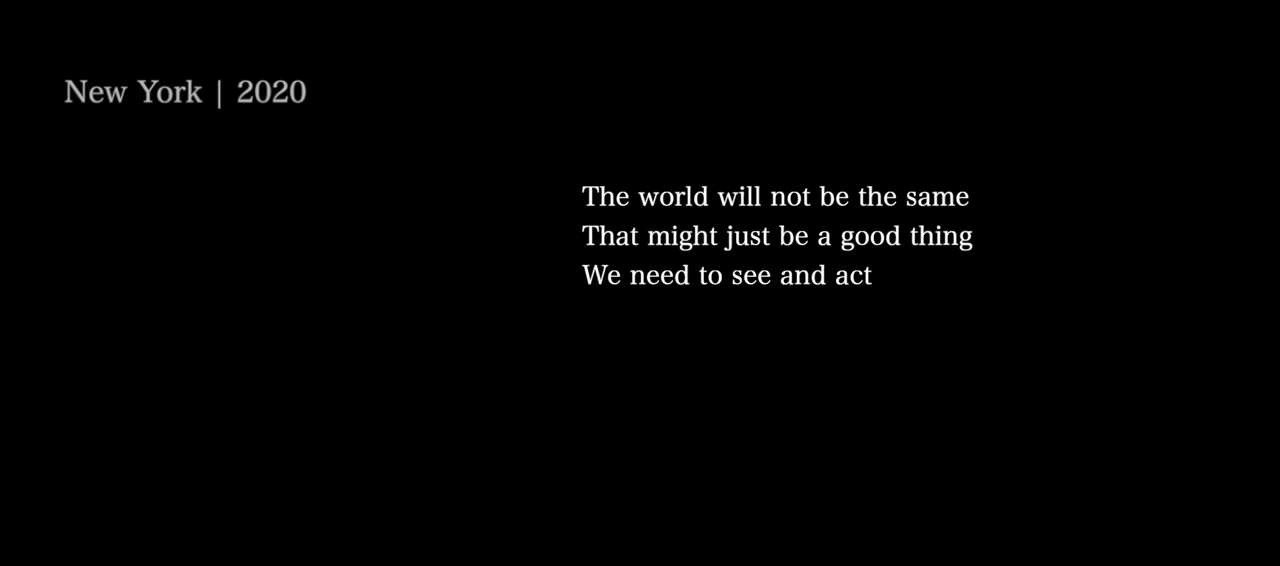 New York | 2020
The world will not be the same
That might just be a good thing
We need to see and act